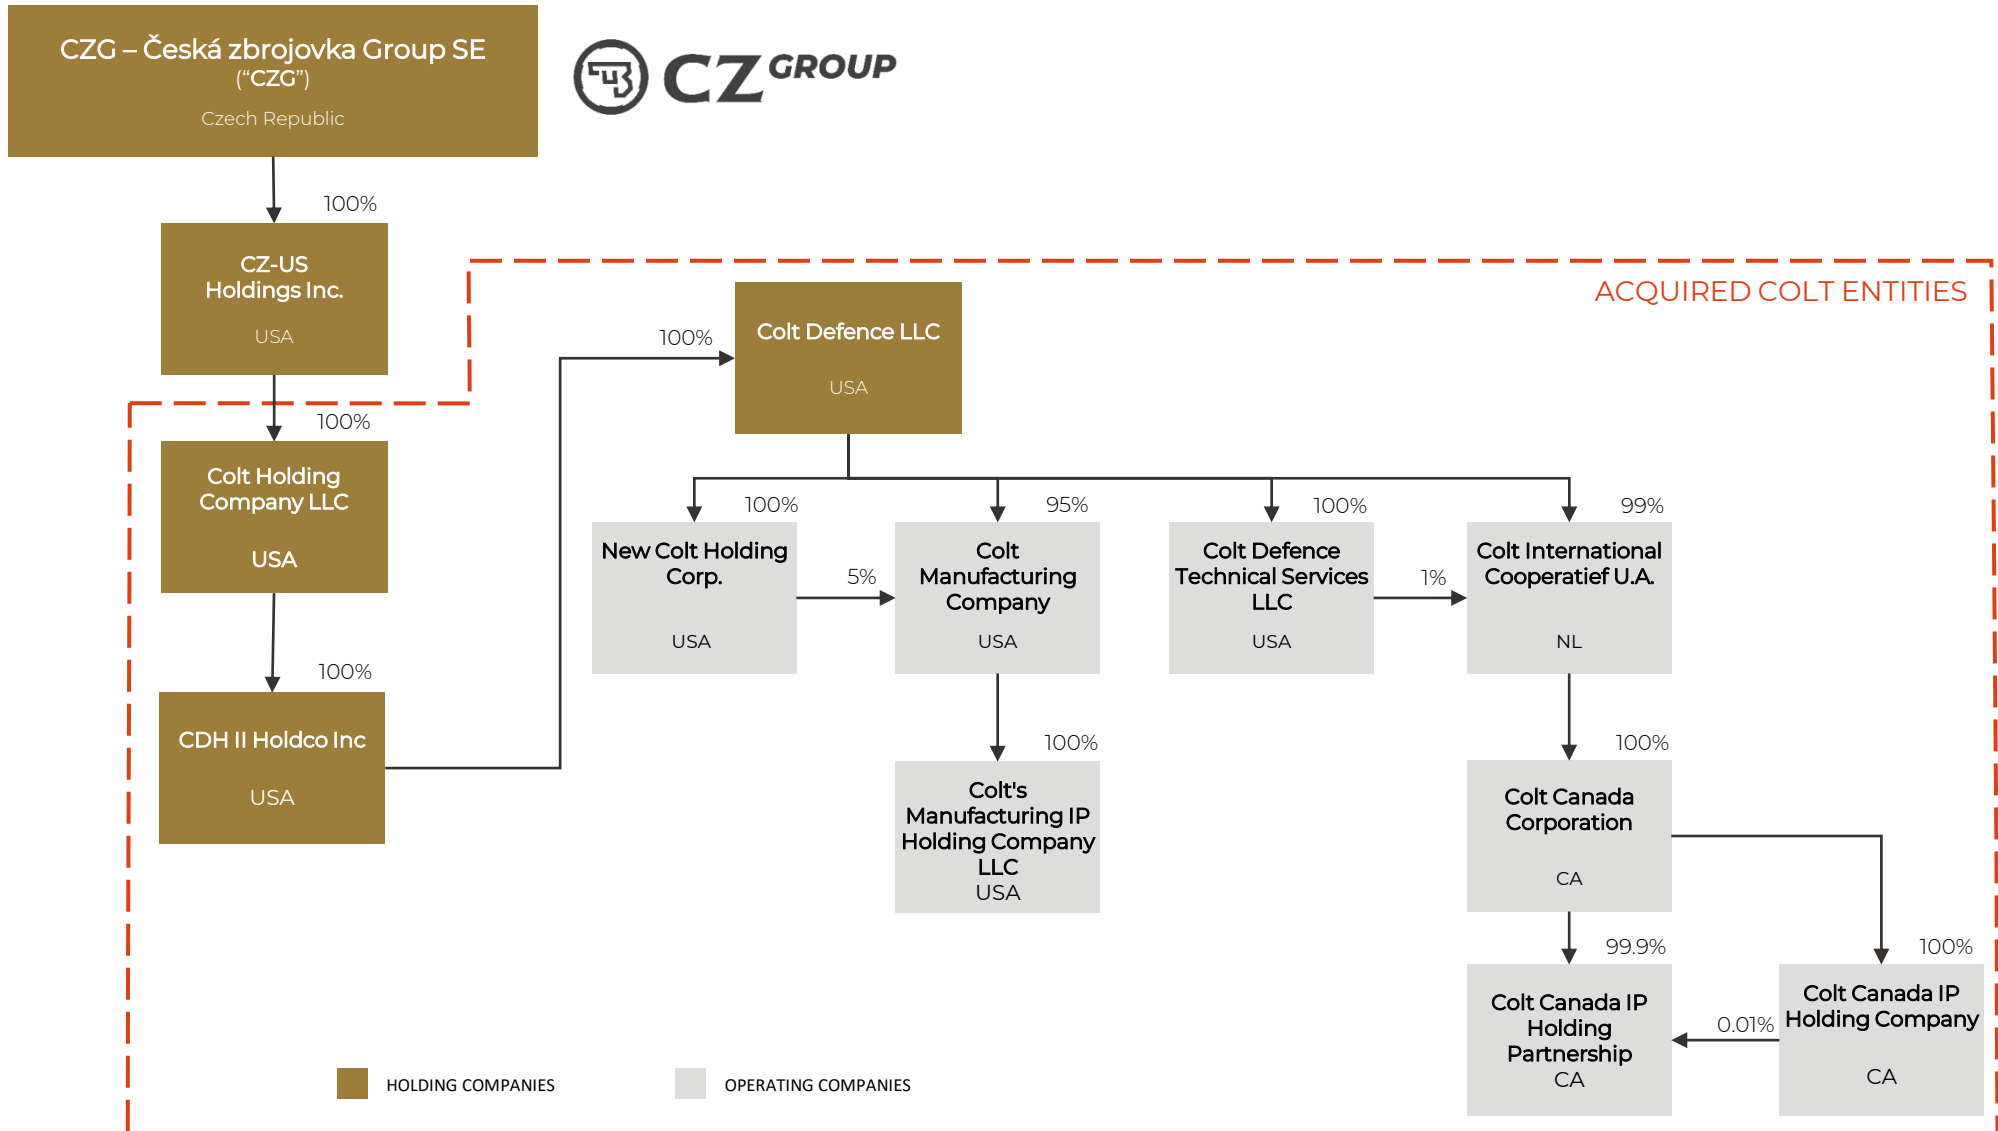 CZG – Česká zbrojovka Group SE
(“CZG”)
Czech Republic
CZ GROUP
100%
CZ-US
Holdings Inc.
USA
ACQUIRED COLT ENTITIES
100%
Colt Defence LLC
USA
100%
Colt Holding
Company LLC
USA
100%
CDH II Holdco Inc
USA
100%
New Colt Holding
Corp.
USA
5%
95%
Colt
Manufacturing
Company
USA
100%
Colt Defence
Technical Services
LLC
USA
1%
99%
Colt International
Cooperatief U.A.
NL
100%
Colt's
Manufacturing IP
Holding Company
LLC
USA
100%
Colt Canada
Corporation
CA
99.9%
Colt Canada IP
Holding
Partnership
CA
0.01%
100%
Colt Canada IP
Holding Company
CA
HOLDING COMPANIES
OPERATING COMPANIES